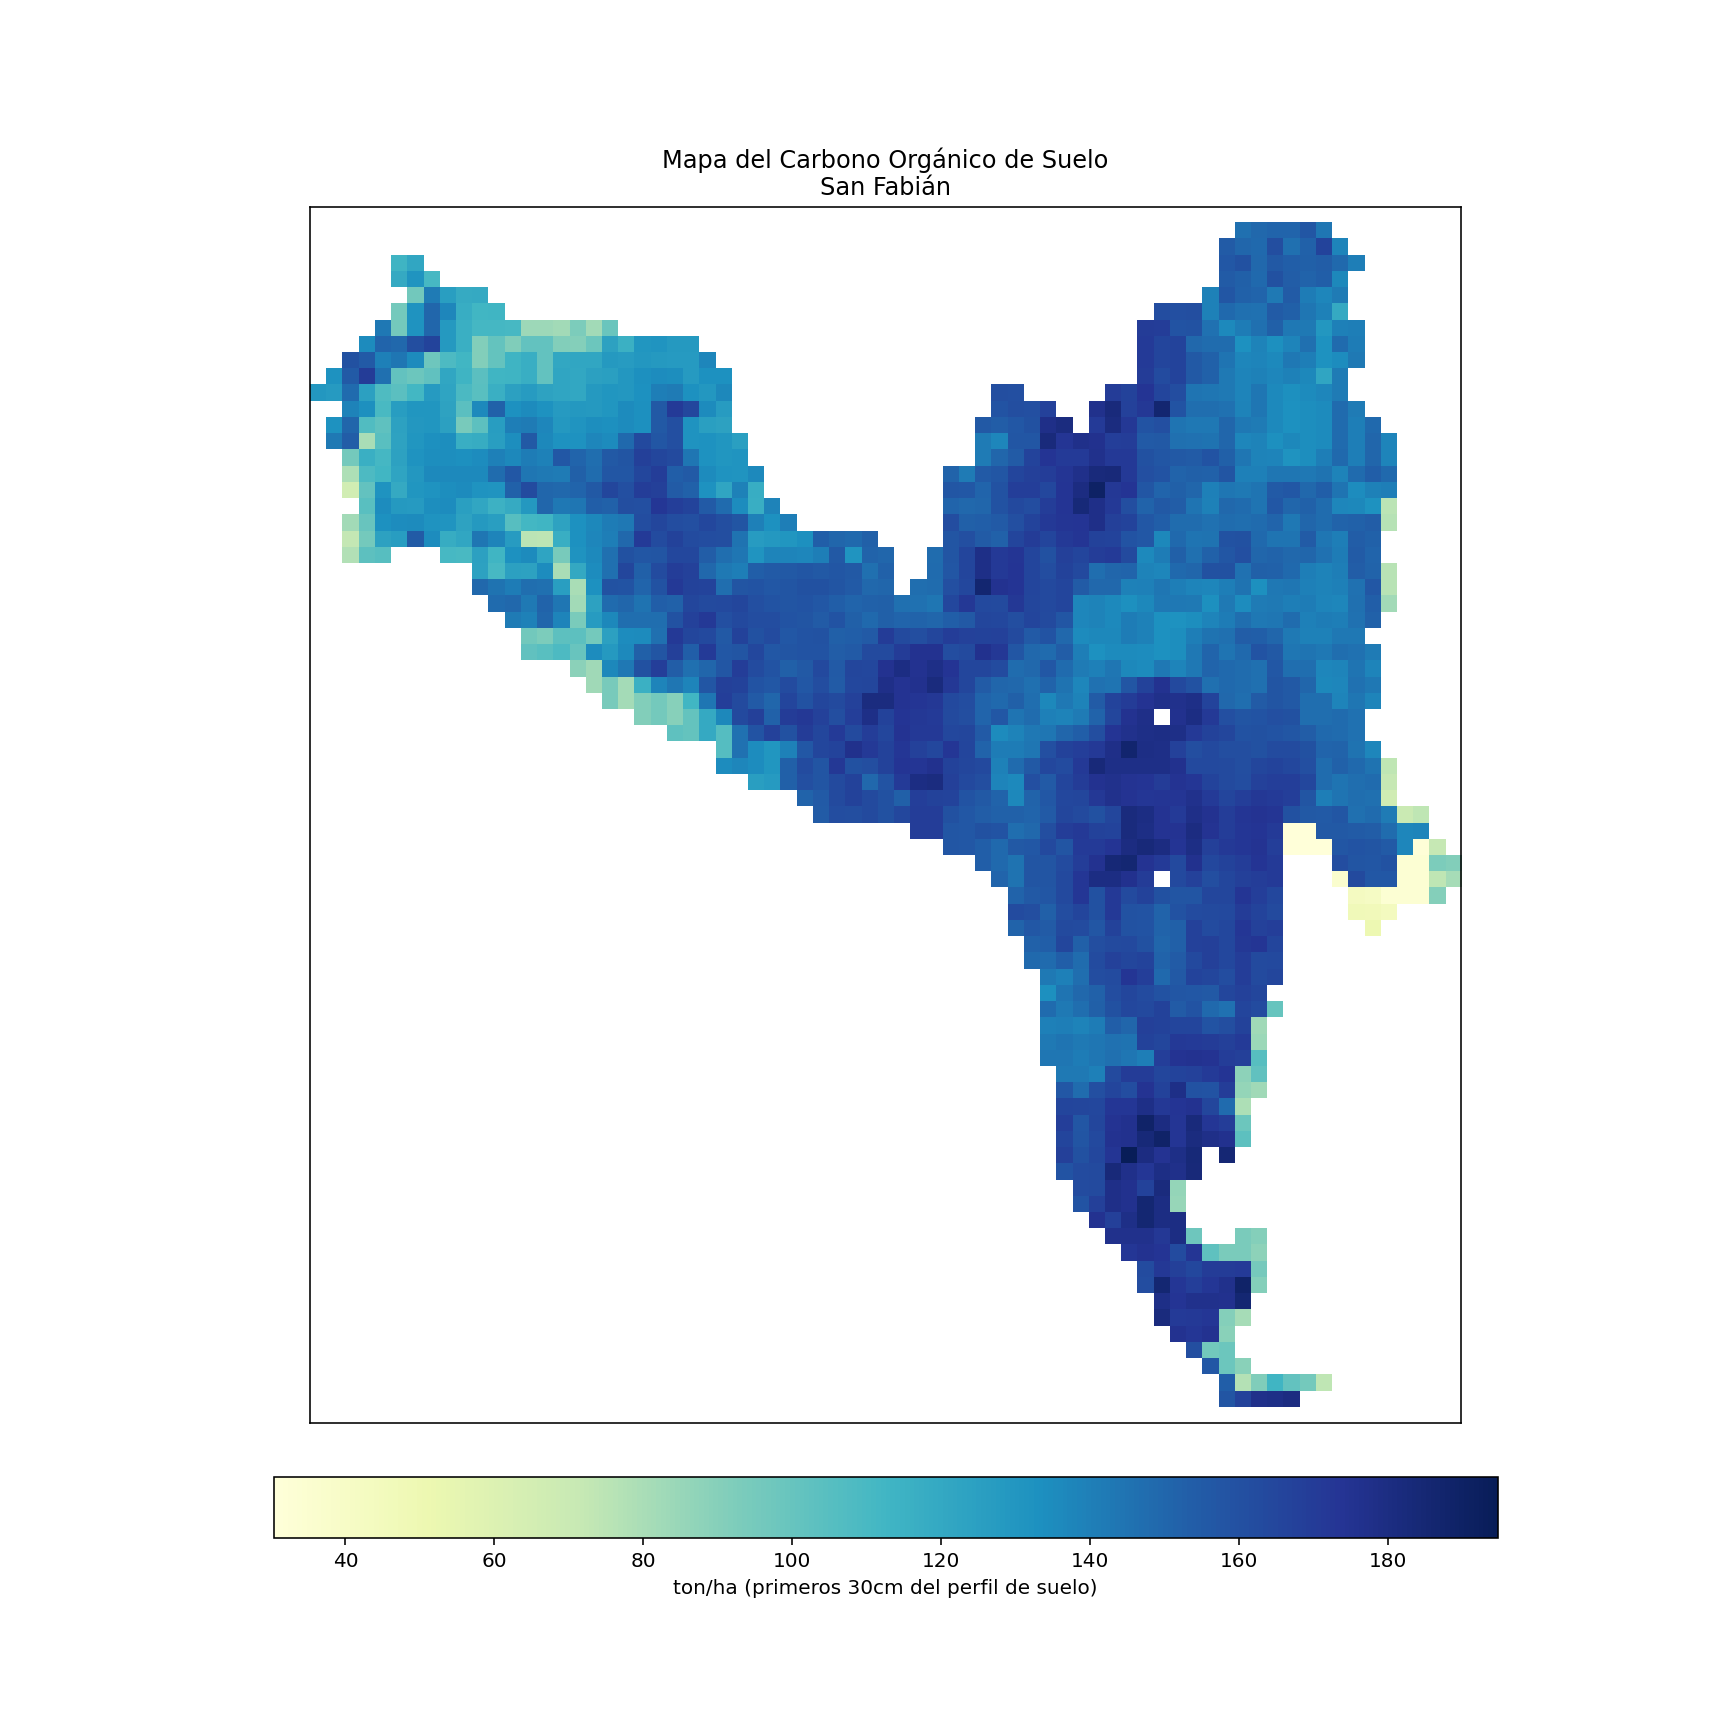 Mapa del Carbono Orgánico de Suelo
San Fabián
40 60 80 100 120 140 160 180
ton/ha (primeros 30cm del perfil de suelo)